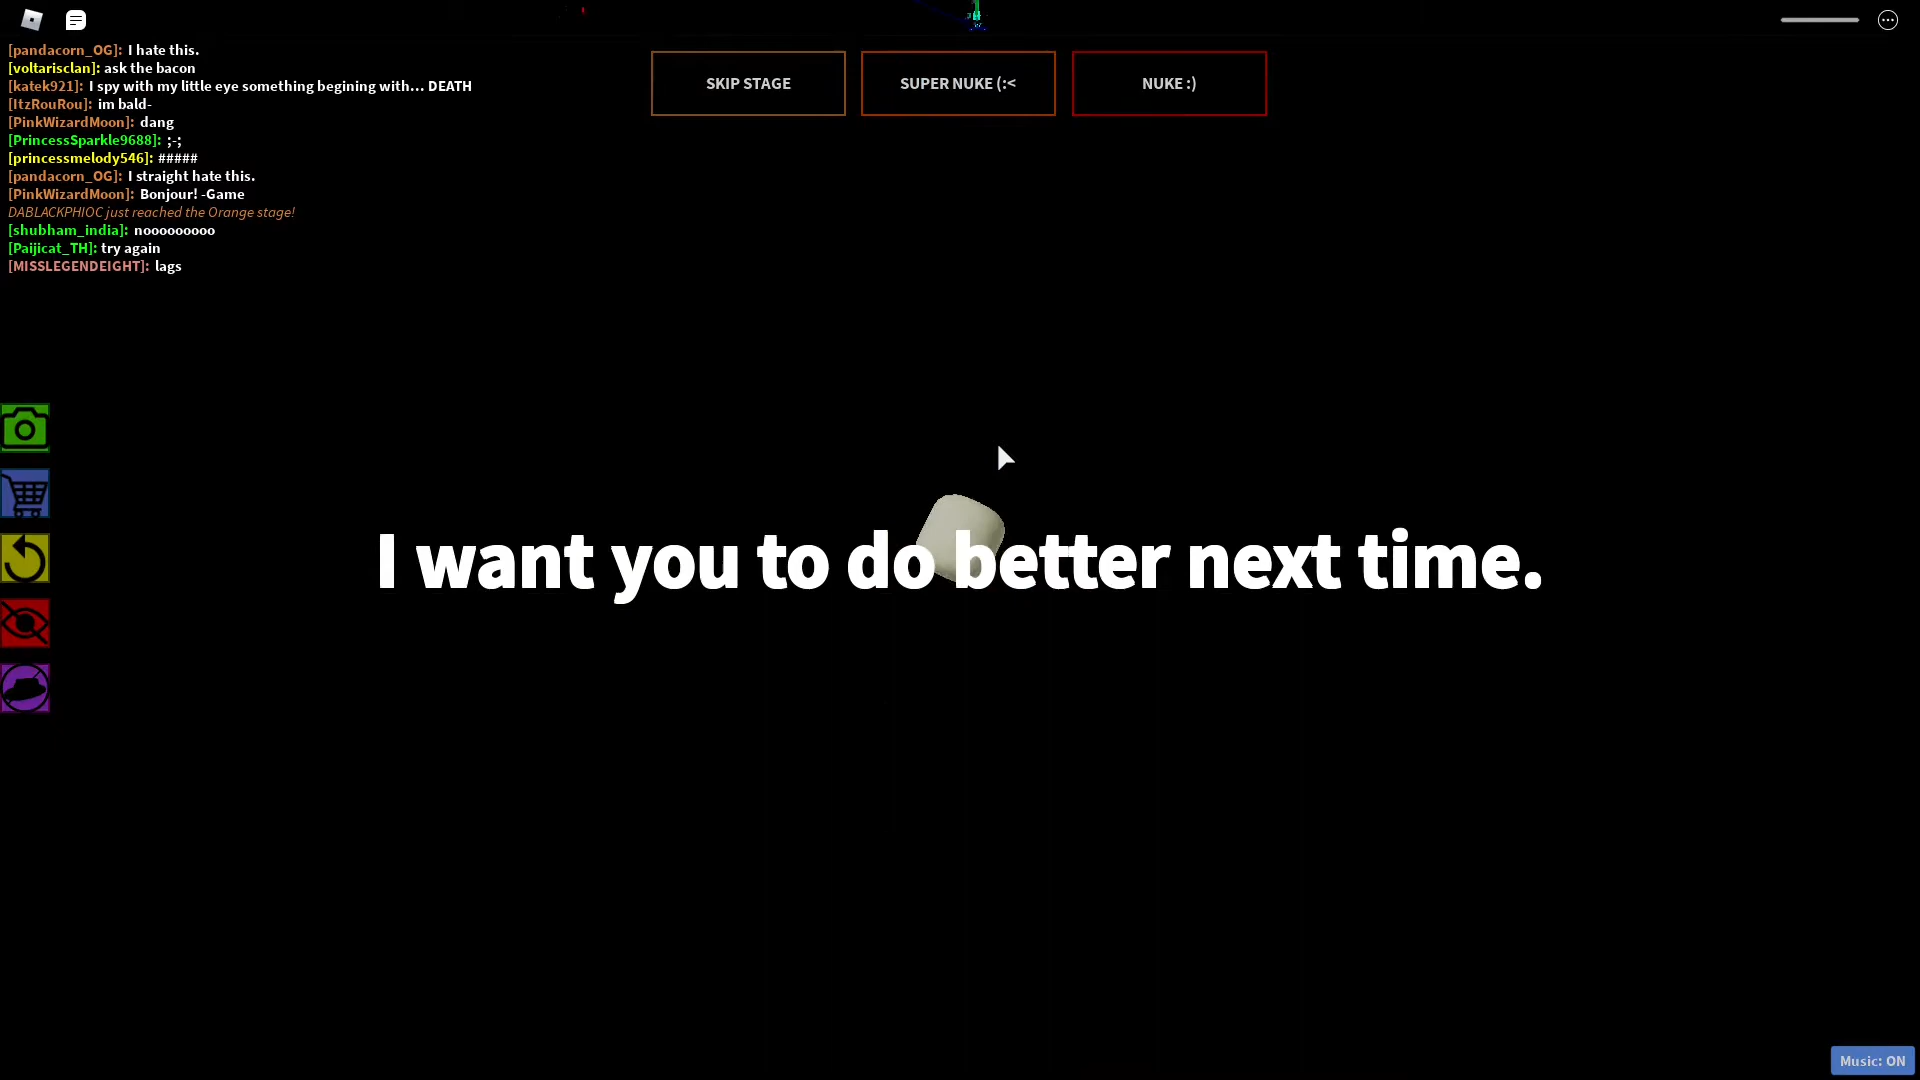 [pandacorn_OG]: I hate this.
[voltarisclan]: ask the bacon
[katek921]: I spy with my little eye something begining with... DEATH
[ItzRouRou]: im bald-
[PinkWizardMoon]: dang
[PrincessSparkle9688]: ;-;
[princessmelody546]: #####
[pandacorn_OG]: I straight hate this.
[PinkWizardMoon]: Bonjour! -Game
DABLACKPHIOC just reached the Orange stage!
[shubham_india]: nooooooooo
[Paijicat_TH]: try again
[MISSLEGENDEIGHT]: lags
SKIP STAGE
SUPER NUKE (:<
NUKE :)
I want you to do better next time.
Music: ON